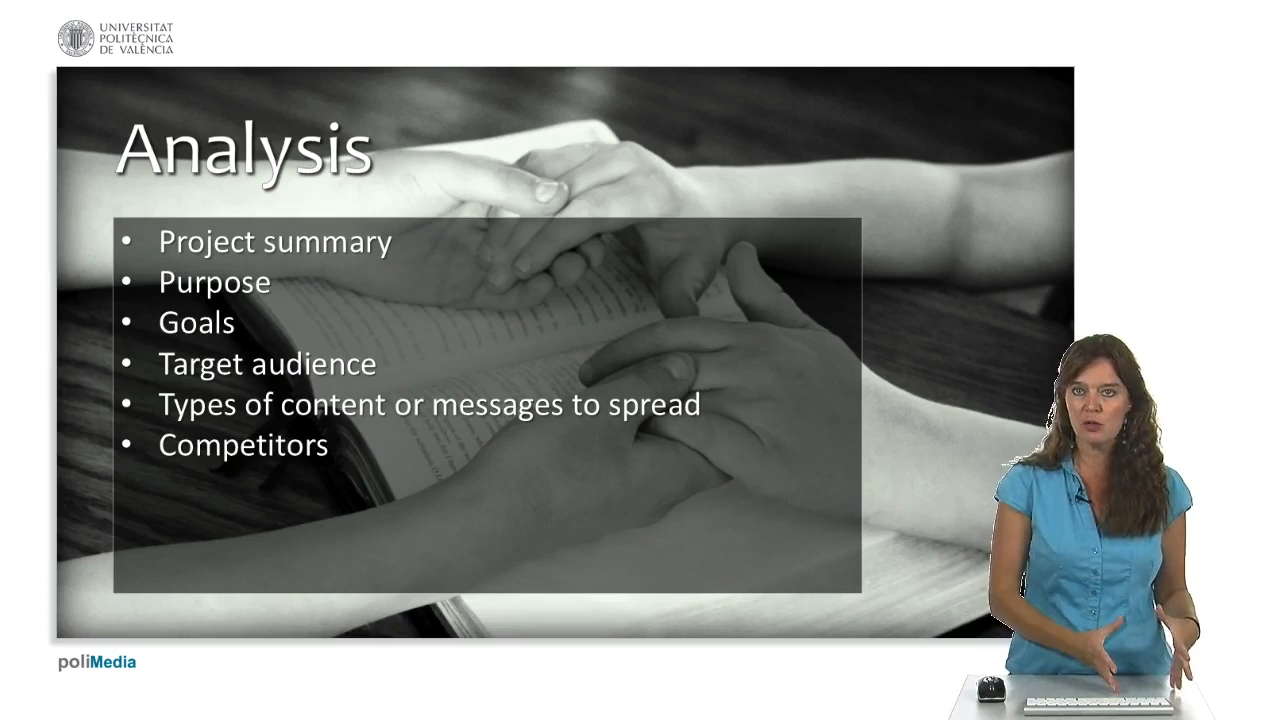 UNIVERSITAT
POLITÈCNICA
DE VALÈNCIA
Analysis
• Project summary
• Purpose
• Goals
• Target audience
• Types of content or messages to spread
• Competitors
poliMedia